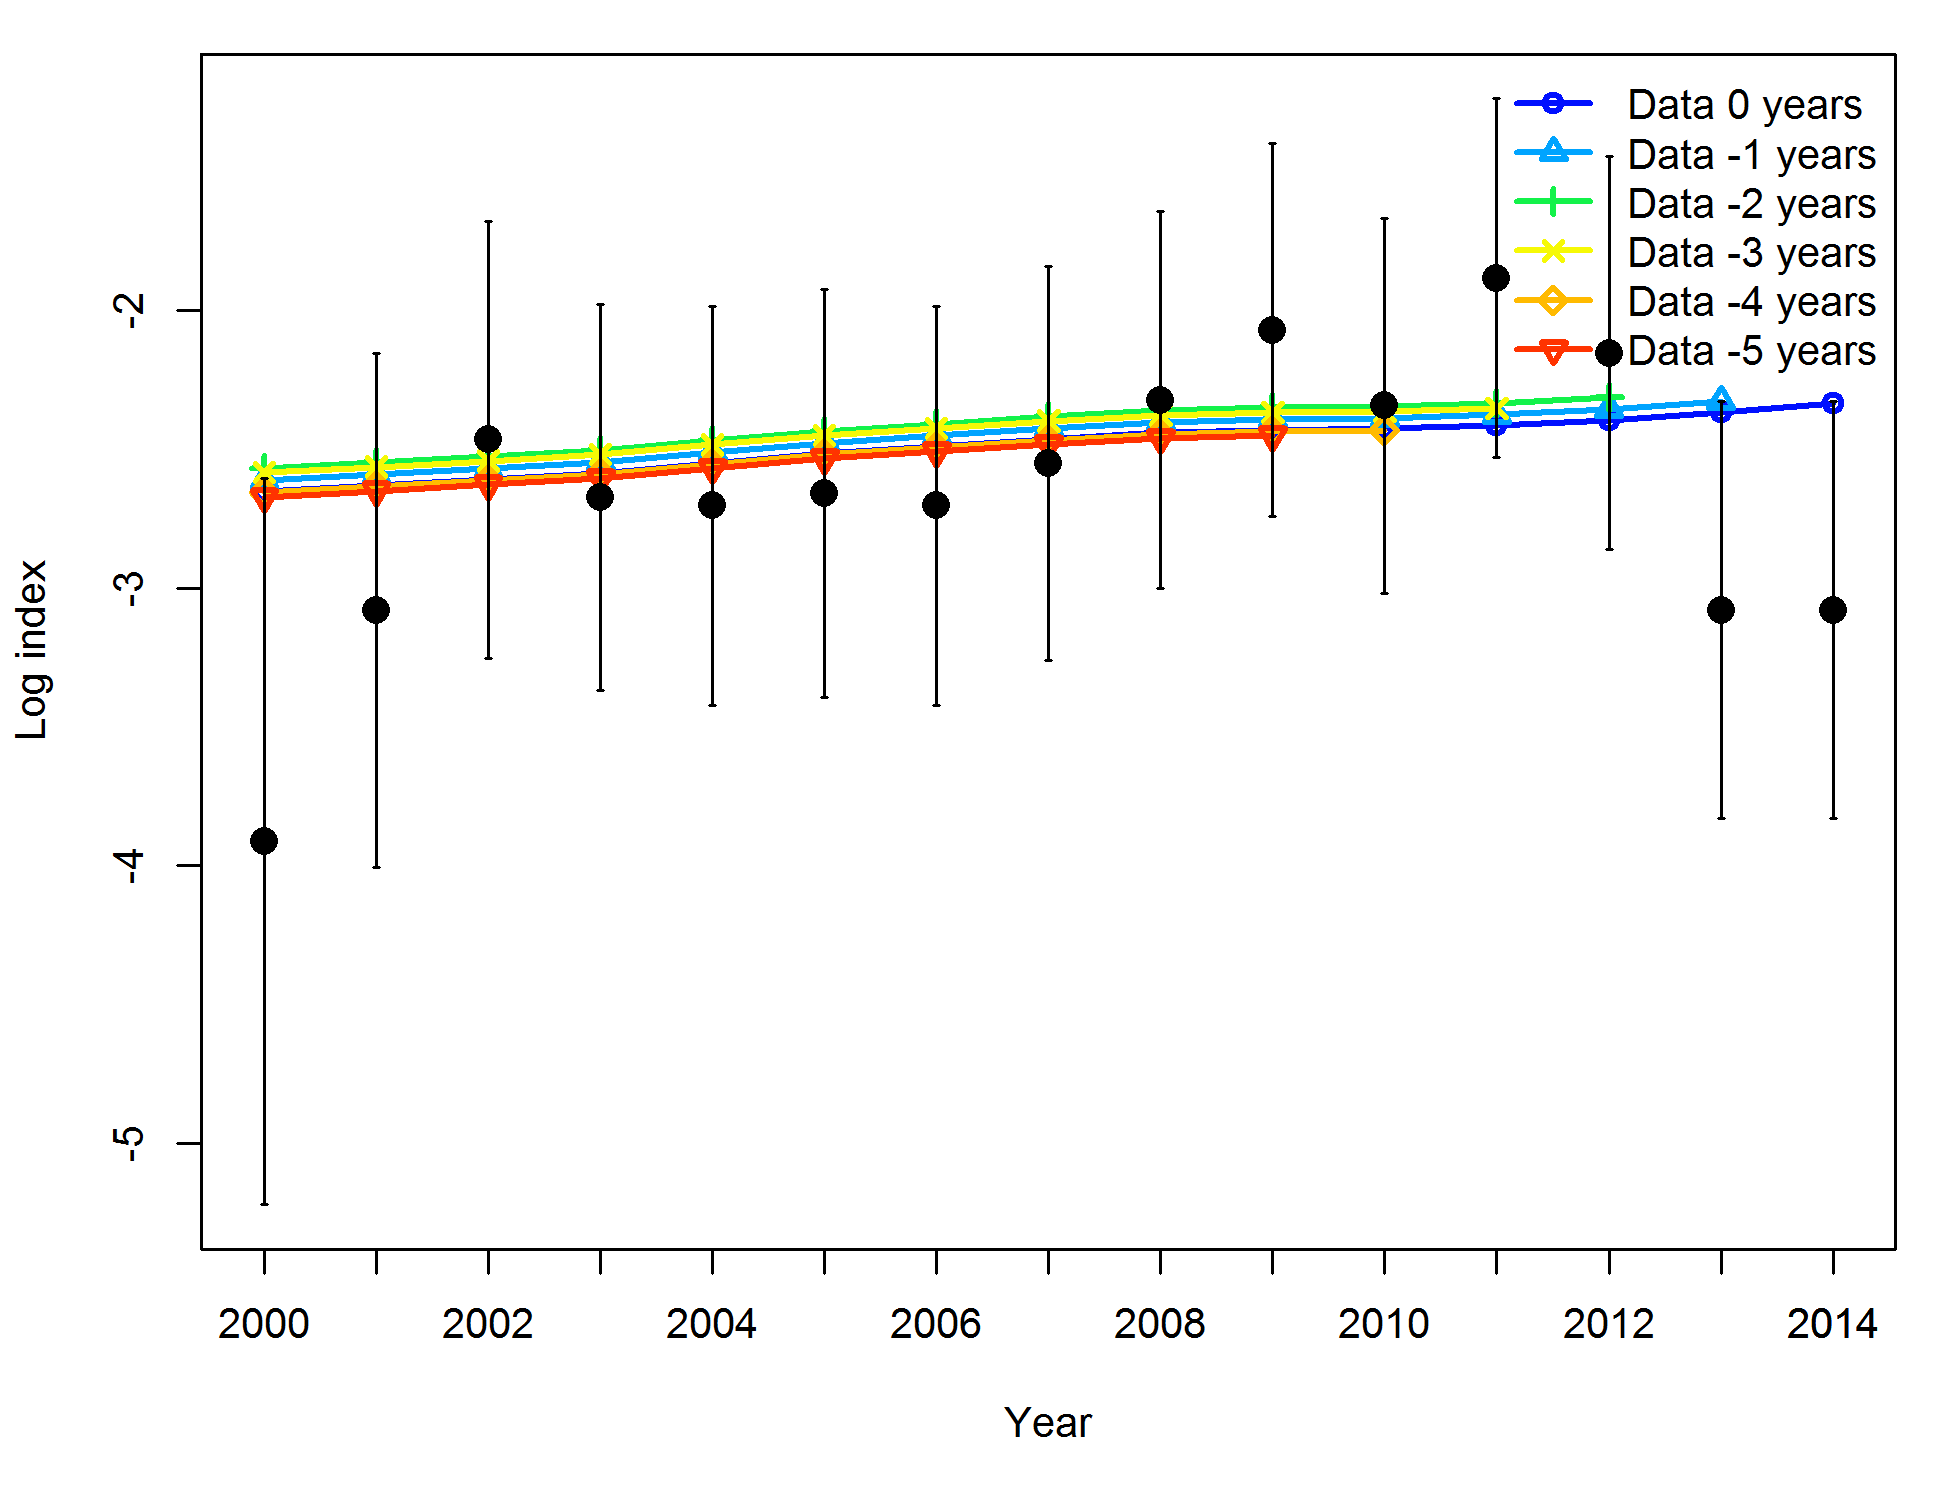 Data 0 years
Data -1 years
Data -2 years
Data -3 years
Data -4 years
Data -5 years
-2
-3
-4
-5
Log index
2000 2002 2004 2006 2008 2010 2012 2014
Year